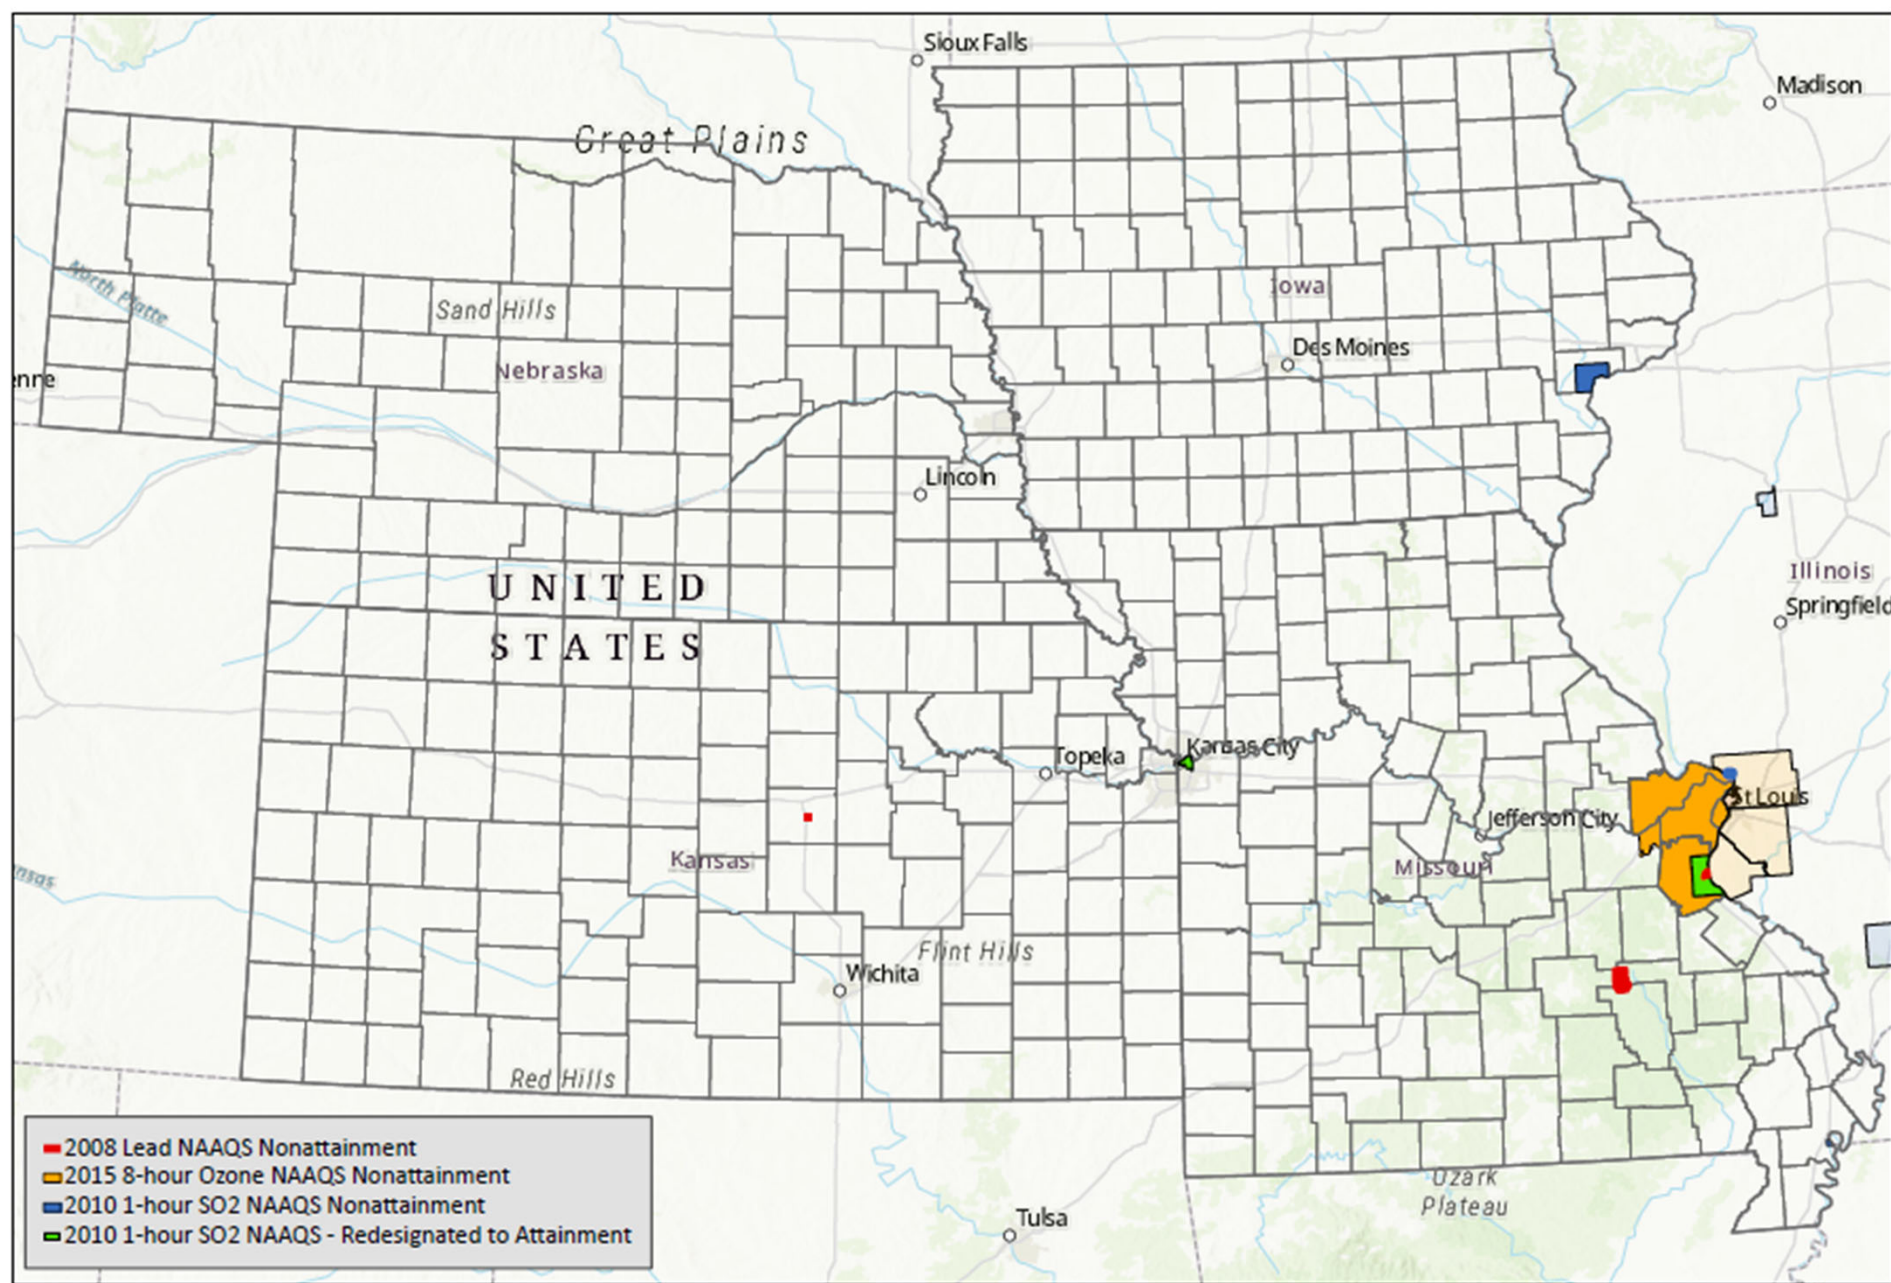 Sioux Falls
Madison
Great Plains
North Platte
Iowa
Sand Hills
Des Moines
Nebraska
enne
Lincoln
Illinois
UNITED
Springfield
STATES
Kansas City
Topeka
St Louis
Jefferson City
Kansas
Missouri
nsas
Flint Hills
Wichita
Red Hills
2008 Lead NAAQS Nonattainment
2015 8-hour Ozone NAAQS Nonattainment
2010 1-hour SO2 NAAQS Nonattainment
2010 1-hour SO2 NAAQS - Redesignated to Attainment
Ozark
Plateau
Tulsa